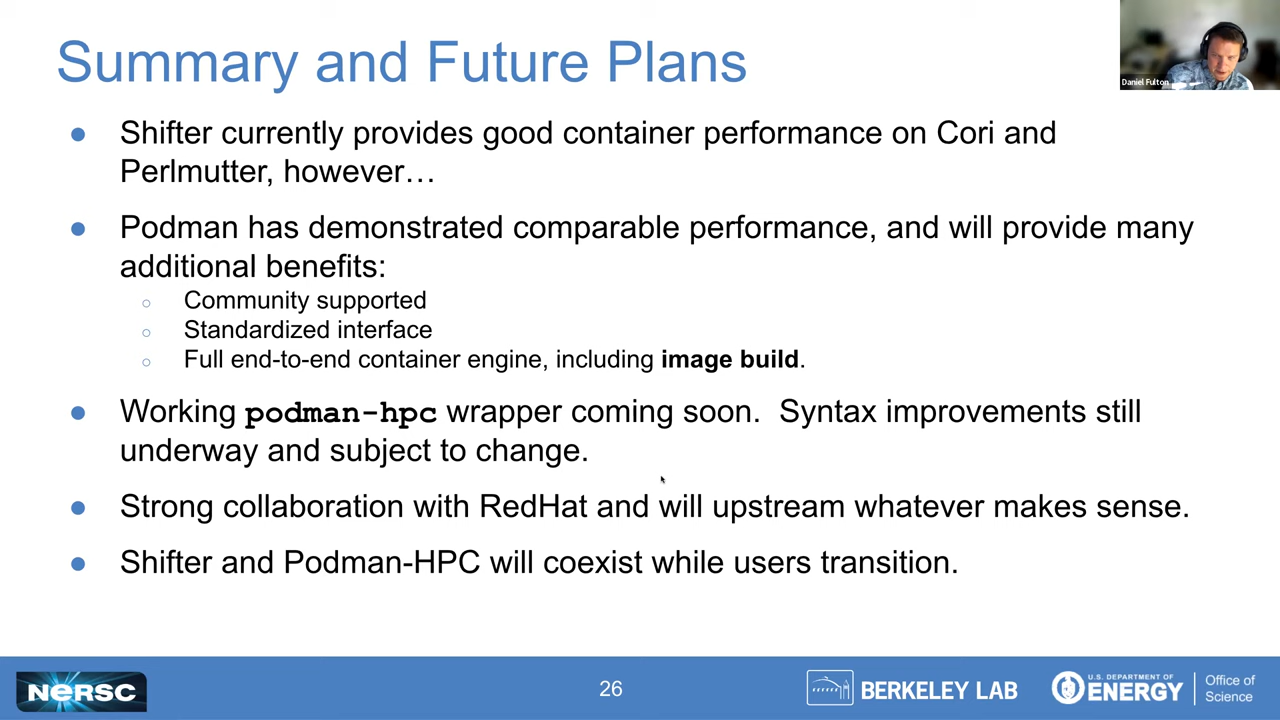 Summary and Future Plans
Daniel Fulton
● Shifter currently provides good container performance on Cori and
Perlmutter, however…
● Podman has demonstrated comparable performance, and will provide many
additional benefits:
○ Community supported
○ Standardized interface
○ Full end-to-end container engine, including image build.
● Working podman-hpc wrapper coming soon.  Syntax improvements still
underway and subject to change.
● Strong collaboration with RedHat and will upstream whatever makes sense.
● Shifter and Podman-HPC will coexist while users transition.
NERSC
26
BERKELEY LAB
U.S. DEPARTMENT OF
ENERGY
Office of
Science